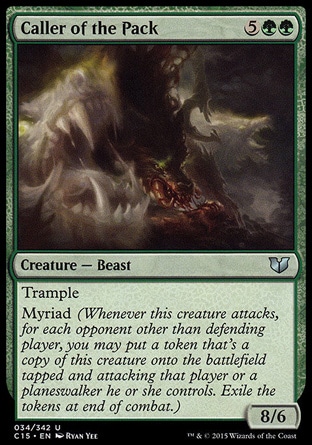 Caller of the Pack 5
Creature — Beast
Trample
Myriad (Whenever this creature attacks,
for each opponent other than defending
player, you may put a token that's a
copy of this creature onto the battlefield
tapped and attacking that player or a
planeswalker he or she controls. Exile the
tokens at end of combat.)
8/6
034/342 U
C15 • EN Ryan Yee
™ & © 2015 Wizards of the Coast